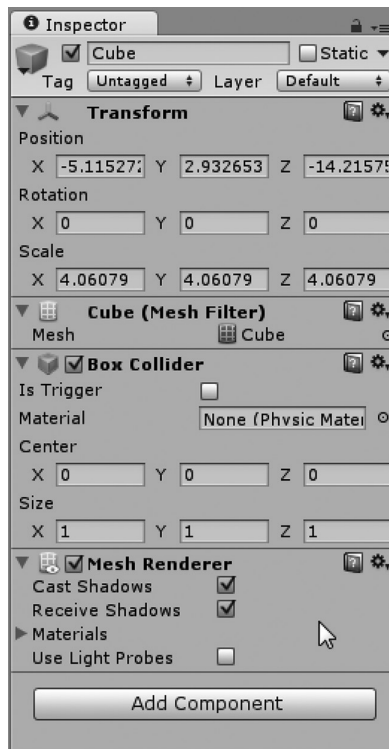 Inspector
Cube Static
Tag Untagged Layer Default
Transform
Position
X -5.115272 Y 2.932653 Z -14.21575
Rotation
X 0 Y 0 Z 0
Scale
X 4.06079 Y 4.06079 Z 4.06079
Cube (Mesh Filter)
Mesh Cube
Box Collider
Is Trigger
Material None (Physic Mater
Center
X 0 Y 0 Z 0
Size
X 1 Y 1 Z 1
Mesh Renderer
Cast Shadows
Receive Shadows
Materials
Use Light Probes
Add Component